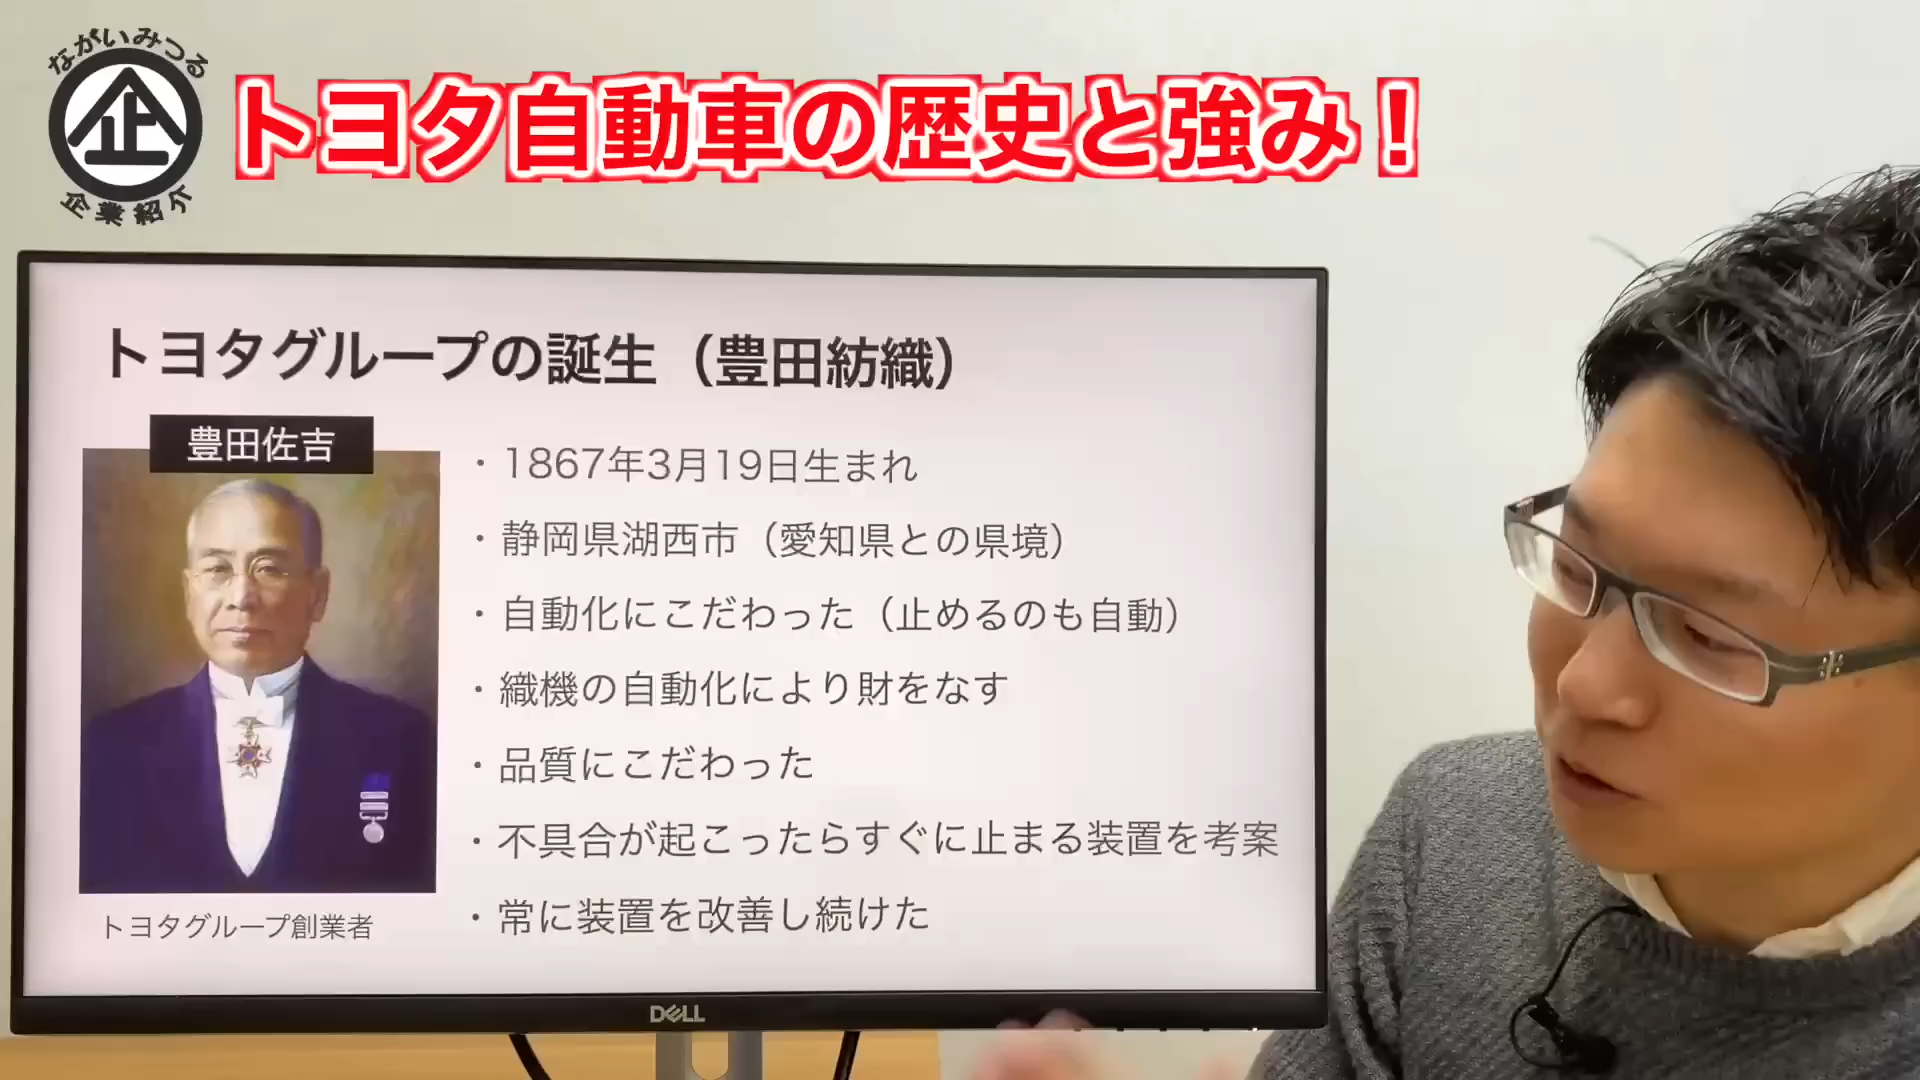 ながいみつる
企
企業紹介
トヨタ自動車の歴史と強み！
トヨタグループの誕生（豊田紡織）
豊田佐吉
・1867年3月19日生まれ
・静岡県湖西市（愛知県との県境）
・自動化にこだわった（止めるのも自動）
・織機の自動化により財をなす
・品質にこだわった
・不具合が起こったらすぐに止まる装置を考案
・常に装置を改善し続けた
トヨタグループ創業者
DELL